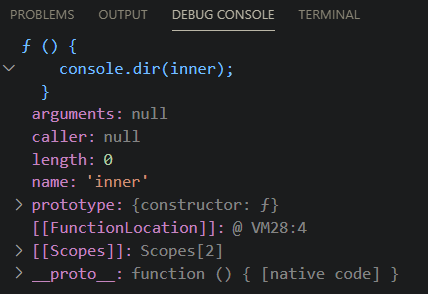 PROBLEMS OUTPUT DEBUG CONSOLE TERMINAL
ƒ () {
console.dir(inner);
}
arguments: null
caller: null
length: 0
name: 'inner'
prototype: {constructor: ƒ}
[[FunctionLocation]]: @ VM28:4
[[Scopes]]: Scopes[2]
__proto__: function () { [native code] }